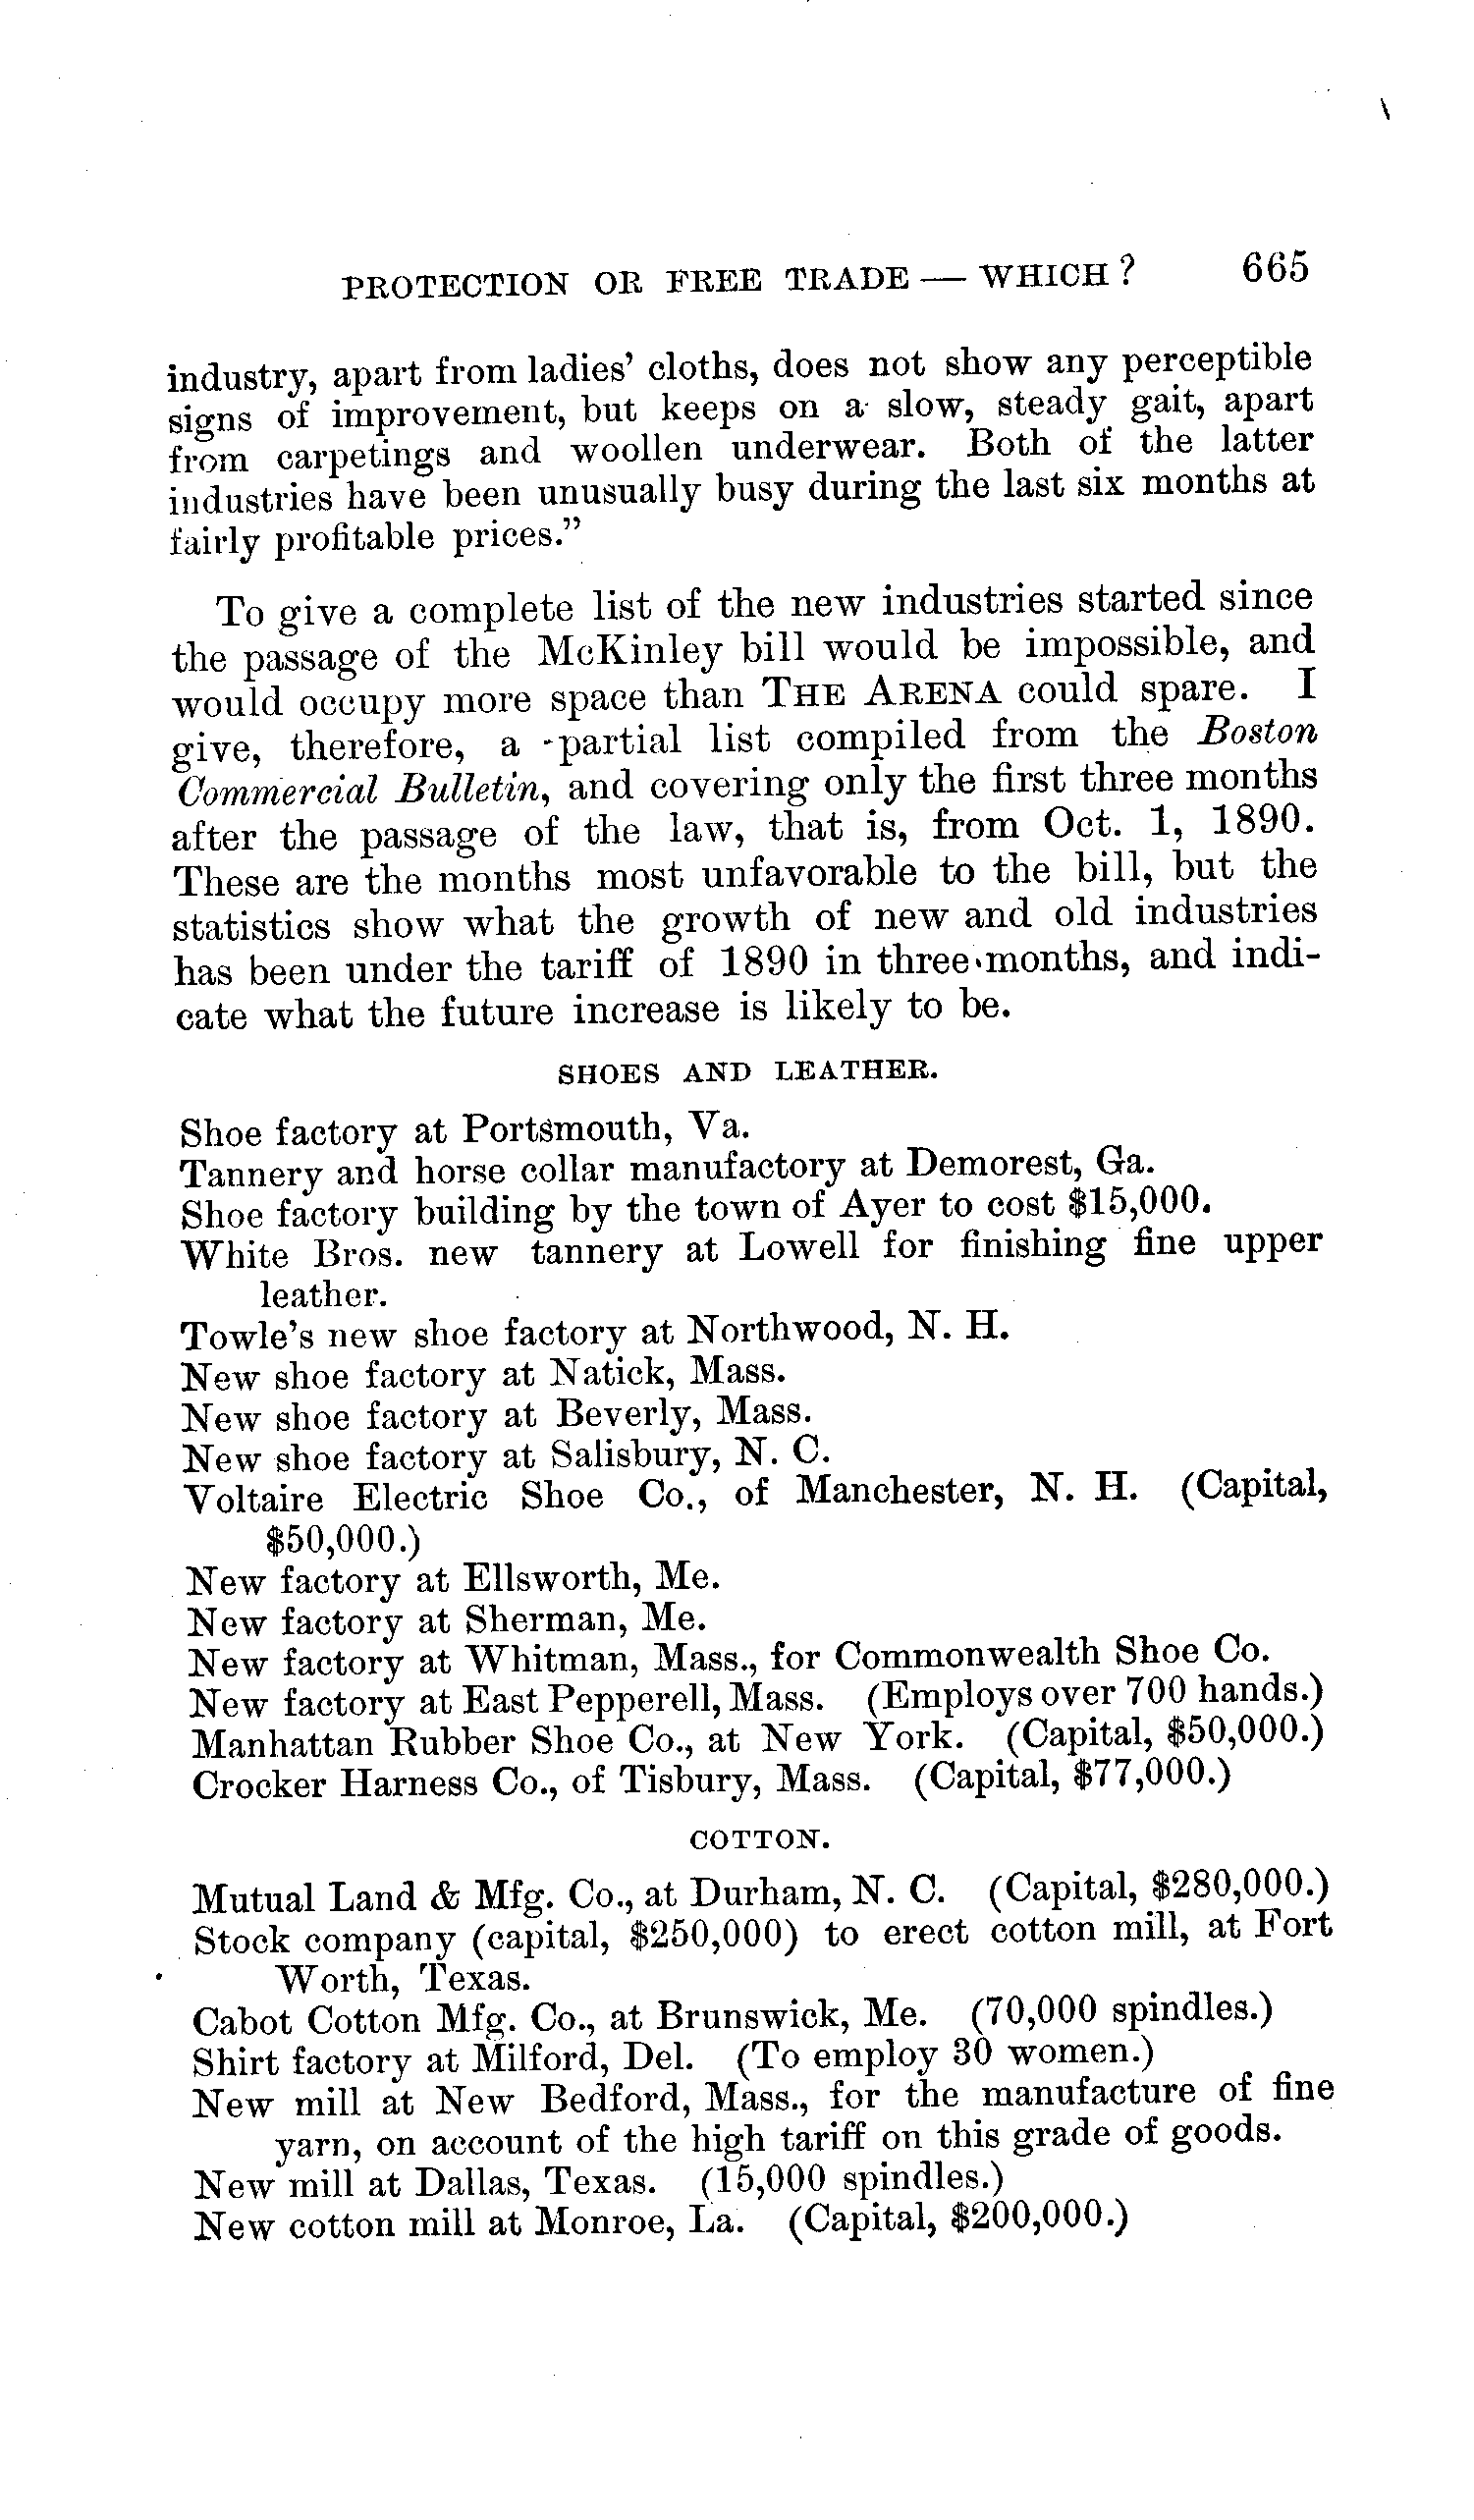 PROTECTION OR FREE TRADE — WHICH? 665
industry, apart from ladies' cloths, does not show any perceptible
signs of improvement, but keeps on a slow, steady gait, apart
from carpetings and woollen underwear. Both of the latter
industries have been unusually busy during the last six months at
fairly profitable prices."
To give a complete list of the new industries started since
the passage of the McKinley bill would be impossible, and
would occupy more space than THE ARENA could spare. I
give, therefore, a partial list compiled from the Boston
Commercial Bulletin, and covering only the first three months
after the passage of the law, that is, from Oct. 1, 1890.
These are the months most unfavorable to the bill, but the
statistics show what the growth of new and old industries
has been under the tariff of 1890 in three months, and indi-
cate what the future increase is likely to be.
SHOES AND LEATHER.
Shoe factory at Portsmouth, Va.
Tannery and horse collar manufactory at Demorest, Ga.
Shoe factory building by the town of Ayer to cost $15,000.
White Bros. new tannery at Lowell for finishing fine upper
leather.
Towle's new shoe factory at Northwood, N. H.
New shoe factory at Natick, Mass.
New shoe factory at Beverly, Mass.
New shoe factory at Salisbury, N. C.
Voltaire Electric Shoe Co., of Manchester, N. H. (Capital,
$50,000.)
New factory at Ellsworth, Me.
New factory at Sherman, Me.
New factory at Whitman, Mass., for Commonwealth Shoe Co.
New factory at East Pepperell, Mass. (Employs over 700 hands.)
Manhattan Rubber Shoe Co., at New York. (Capital, $50,000.)
Crocker Harness Co., of Tisbury, Mass. (Capital, $77,000.)
COTTON.
Mutual Land & Mfg. Co., at Durham, N. C. (Capital, $280,000.)
Stock company (capital, $250,000) to erect cotton mill, at Fort
Worth, Texas.
Cabot Cotton Mfg. Co., at Brunswick, Me. (70,000 spindles.)
Shirt factory at Milford, Del. (To employ 30 women.)
New mill at New Bedford, Mass., for the manufacture of fine
yarn, on account of the high tariff on this grade of goods.
New mill at Dallas, Texas. (15,000 spindles.)
New cotton mill at Monroe, La. (Capital, $200,000.)